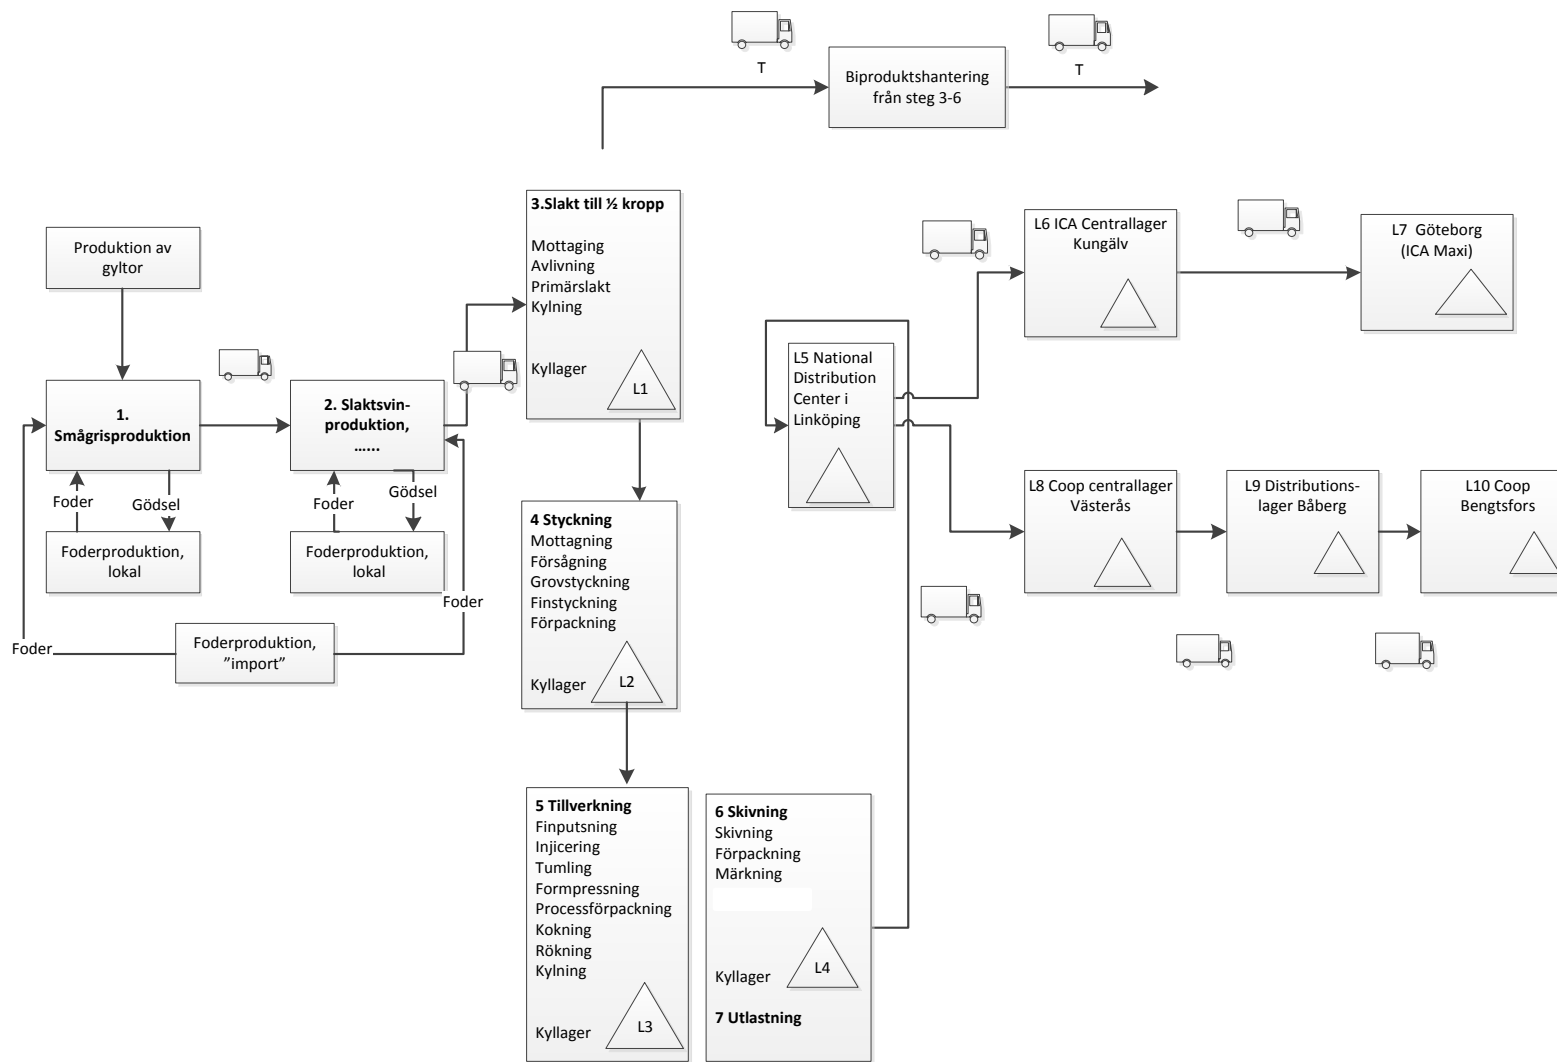 T
T
Biproduktshantering
från steg 3-6
Produktion av
gyltor
1.
Smågrisproduktion
2. Slaktsvin-
produktion,
......
Foder
Gödsel
Foder
Gödsel
Foderproduktion,
lokal
Foderproduktion,
lokal
Foder
Foder
Foderproduktion,
”import”
3.Slakt till ½ kropp
Mottaging
Avlivning
Primärslakt
Kylning
Kyllager
L1
4 Styckning
Mottagning
Försågning
Grovstyckning
Finstyckning
Förpackning
Kyllager
L2
5 Tillverkning
Finputsning
Injicering
Tumling
Formpressning
Processförpackning
Kokning
Rökning
Kylning
Kyllager
L3
6 Skivning
Skivning
Förpackning
Märkning
Kyllager
L4
7 Utlastning
L5 National
Distribution
Center i
Linköping
L6 ICA Centrallager
Kungälv
L7 Göteborg
(ICA Maxi)
L8 Coop centrallager
Västerås
L9 Distributions-
lager Båberg
L10 Coop
Bengtsfors